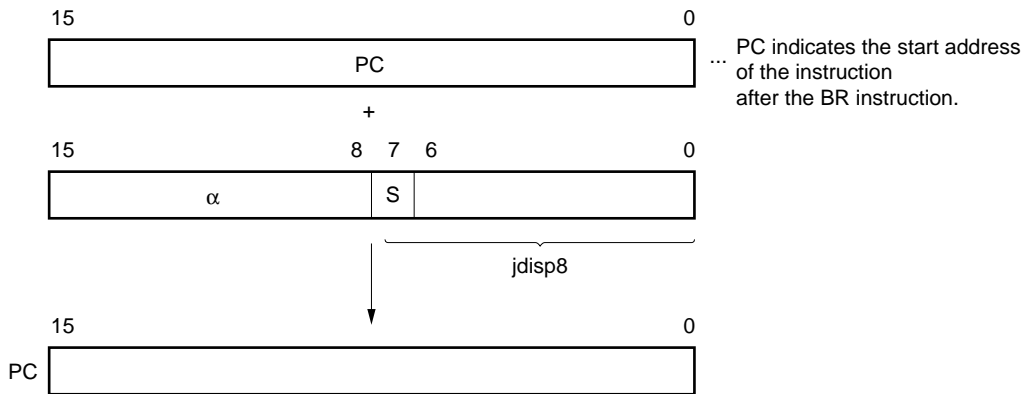 15 0
PC
... PC indicates the start address
of the instruction
after the BR instruction.
+
15 8 7 6 0
α S
jdisp8
15 0
PC